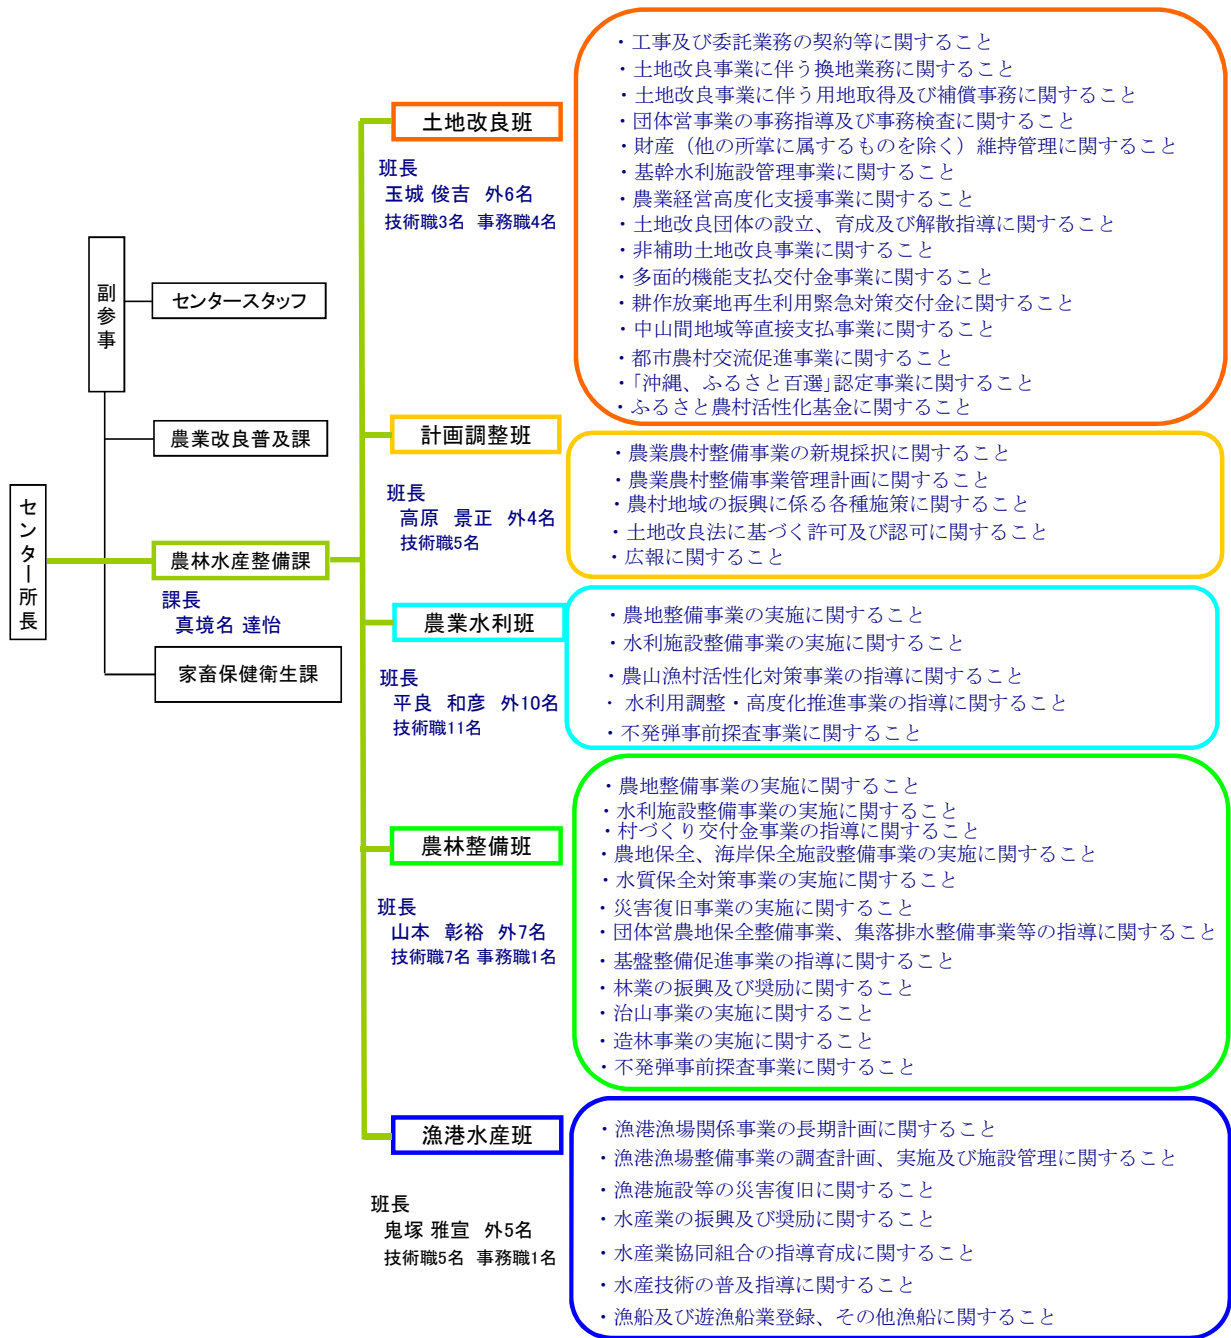 センター所長
副参事
センタースタッフ
農業改良普及課
農林水産整備課
課長
真境名 達怡
家畜保健衛生課
土地改良班
班長
玉城 俊吉 外6名
技術職3名 事務職4名
・工事及び委託業務の契約等に関すること
・土地改良事業に伴う換地業務に関すること
・土地改良事業に伴う用地取得及び補償事務に関すること
・団体営事業の事務指導及び事務検査に関すること
・財産（他の所掌に属するものを除く）維持管理に関すること
・基幹水利施設管理事業に関すること
・農業経営高度化支援事業に関すること
・土地改良団体の設立、育成及び解散指導に関すること
・非補助土地改良事業に関すること
・多面的機能支払交付金事業に関すること
・耕作放棄地再生利用緊急対策交付金に関すること
・中山間地域等直接支払事業に関すること
・都市農村交流促進事業に関すること
・「沖縄、ふるさと百選」認定事業に関すること
・ふるさと農村活性化基金に関すること
計画調整班
班長
高原 景正 外4名
技術職5名
・農業農村整備事業の新規採択に関すること
・農業農村整備事業管理計画に関すること
・農村地域の振興に係る各種施策に関すること
・土地改良法に基づく許可及び認可に関すること
・広報に関すること
農業水利班
班長
平良 和彦 外10名
技術職11名
・農地整備事業の実施に関すること
・水利施設整備事業の実施に関すること
・農山漁村活性化対策事業の指導に関すること
・水利用調整・高度化推進事業の指導に関すること
・不発弾事前探査事業に関すること
農林整備班
班長
山本 彰裕 外7名
技術職7名 事務職1名
・農地整備事業の実施に関すること
・水利施設整備事業の実施に関すること
・村づくり交付金事業の指導に関すること
・農地保全、海岸保全施設整備事業の実施に関すること
・水質保全対策事業の実施に関すること
・災害復旧事業の実施に関すること
・団体営農地保全整備事業、集落排水整備事業等の指導に関すること
・基盤整備促進事業の指導に関すること
・林業の振興及び奨励に関すること
・治山事業の実施に関すること
・造林事業の実施に関すること
・不発弾事前探査事業に関すること
漁港水産班
班長
鬼塚 雅宣 外5名
技術職5名 事務職1名
・漁港漁場関係事業の長期計画に関すること
・漁港漁場整備事業の調査計画、実施及び施設管理に関すること
・漁港施設等の災害復旧に関すること
・水産業の振興及び奨励に関すること
・水産業協同組合の指導育成に関すること
・水産技術の普及指導に関すること
・漁船及び遊漁船業登録、その他漁船に関すること